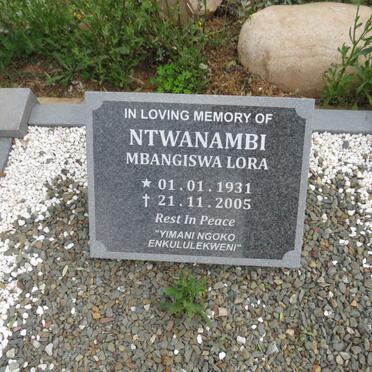 IN LOVING MEMORY OF
NTWANAMBI
MBANGISWA LORA
★ 01.01.1931
✝ 21.11.2005
Rest In Peace
"YIMANI NGOKO
ENKULULEKWENI"